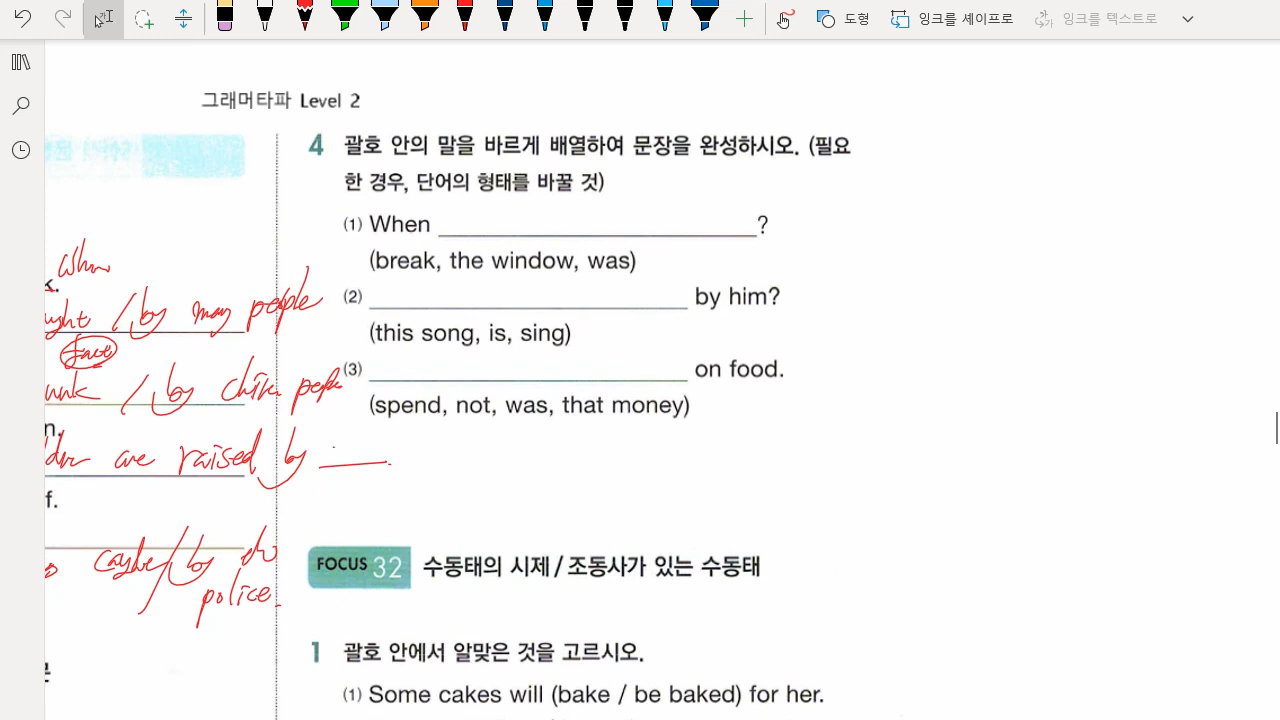 도형
잉크를 셰이프로
잉크를 텍스트로
그래머타파 Level 2
4 괄호 안의 말을 바르게 배열하여 문장을 완성하시오. (필요
한 경우, 단어의 형태를 바꿀 것)
(1) When ?
(break, the window, was)
(2) by him?
(this song, is, sing)
(3) on food.
(spend, not, was, that money)
k.
ught / by many people
/ by
n.
are raised by
f.
/ by
police.
FOCUS 32 수동태의 시제 / 조동사가 있는 수동태
1 괄호 안에서 알맞은 것을 고르시오.
(1) Some cakes will (bake / be baked) for her.